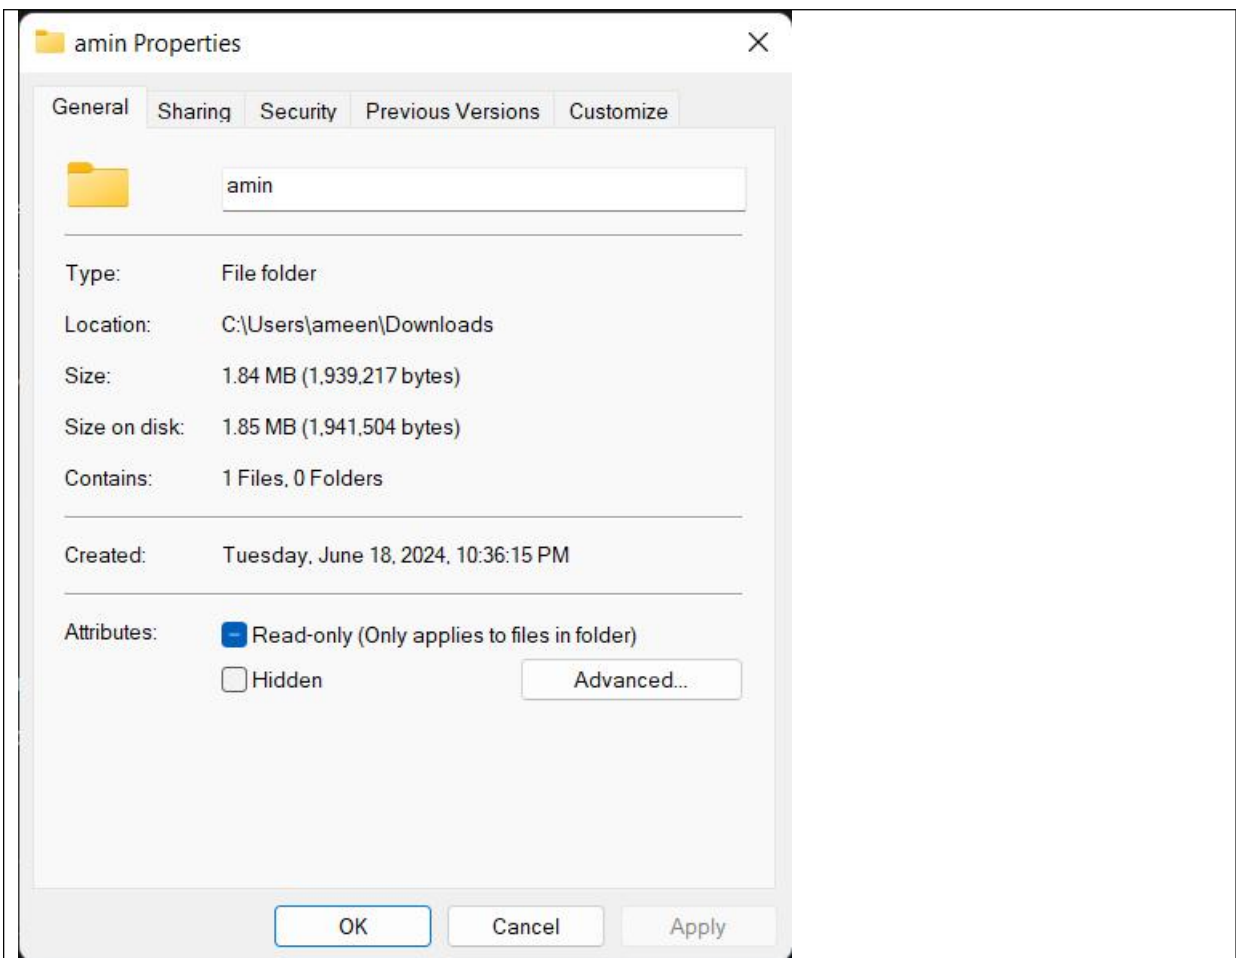 amin Properties
General Sharing Security Previous Versions Customize
amin
Type: File folder
Location: C:\Users\ameen\Downloads
Size: 1.84 MB (1,939,217 bytes)
Size on disk: 1.85 MB (1,941,504 bytes)
Contains: 1 Files, 0 Folders
Created: Tuesday, June 18, 2024, 10:36:15 PM
Attributes: Read-only (Only applies to files in folder)
Hidden Advanced...
OK Cancel Apply